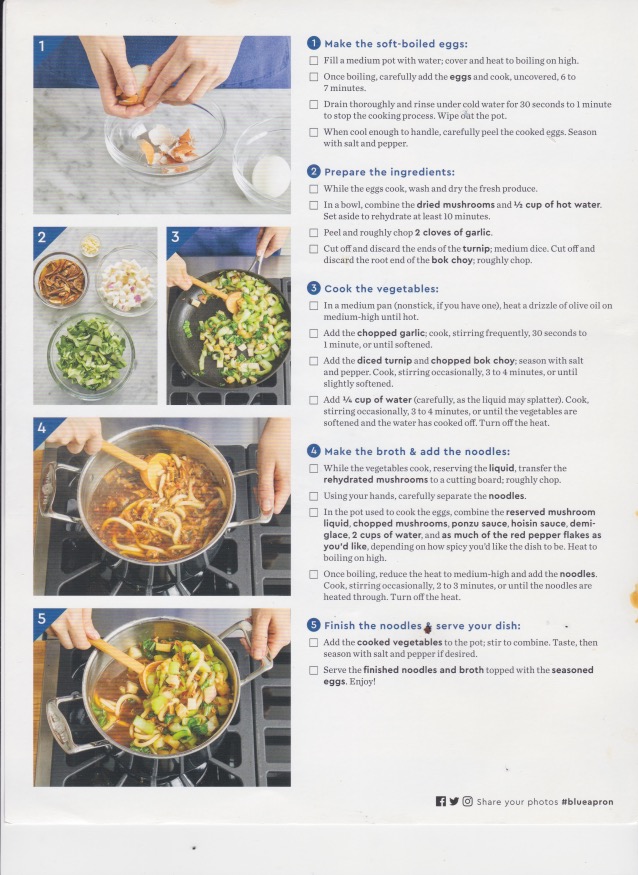 1
2
3
4
5
1 Make the soft-boiled eggs:
Fill a medium pot with water; cover and heat to boiling on high.
Once boiling, carefully add the eggs and cook, uncovered, 6 to
7 minutes.
Drain thoroughly and rinse under cold water for 30 seconds to 1 minute
to stop the cooking process. Wipe out the pot.
When cool enough to handle, carefully peel the cooked eggs. Season
with salt and pepper.
2 Prepare the ingredients:
While the eggs cook, wash and dry the fresh produce.
In a bowl, combine the dried mushrooms and ½ cup of hot water.
Set aside to rehydrate at least 10 minutes.
Peel and roughly chop 2 cloves of garlic.
Cut off and discard the ends of the turnip; medium dice. Cut off and
discard the root end of the bok choy; roughly chop.
3 Cook the vegetables:
In a medium pan (nonstick, if you have one), heat a drizzle of olive oil on
medium-high until hot.
Add the chopped garlic; cook, stirring frequently, 30 seconds to
1 minute, or until softened.
Add the diced turnip and chopped bok choy; season with salt
and pepper. Cook, stirring occasionally, 3 to 4 minutes, or until
slightly softened.
Add ¼ cup of water (carefully, as the liquid may splatter). Cook,
stirring occasionally, 3 to 4 minutes, or until the vegetables are
softened and the water has cooked off. Turn off the heat.
4 Make the broth & add the noodles:
While the vegetables cook, reserving the liquid, transfer the
rehydrated mushrooms to a cutting board; roughly chop.
Using your hands, carefully separate the noodles.
In the pot used to cook the eggs, combine the reserved mushroom
liquid, chopped mushrooms, ponzu sauce, hoisin sauce, demi-
glace, 2 cups of water, and as much of the red pepper flakes as
you'd like, depending on how spicy you'd like the dish to be. Heat to
boiling on high.
Once boiling, reduce the heat to medium-high and add the noodles.
Cook, stirring occasionally, 2 to 3 minutes, or until the noodles are
heated through. Turn off the heat.
5 Finish the noodles & serve your dish:
Add the cooked vegetables to the pot; stir to combine. Taste, then
season with salt and pepper if desired.
Serve the finished noodles and broth topped with the seasoned
eggs. Enjoy!
Share your photos #blueapron